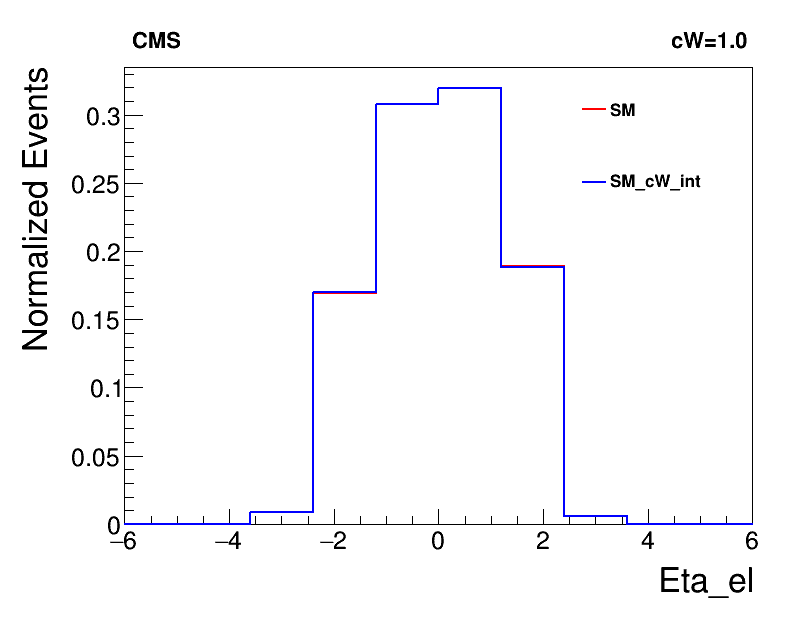 CMS
cW=1.0
Normalized Events
0.3
0.25
0.2
0.15
0.1
0.05
0
SM
SM_cW_int
−6 −4 −2 0 2 4 6
Eta_el